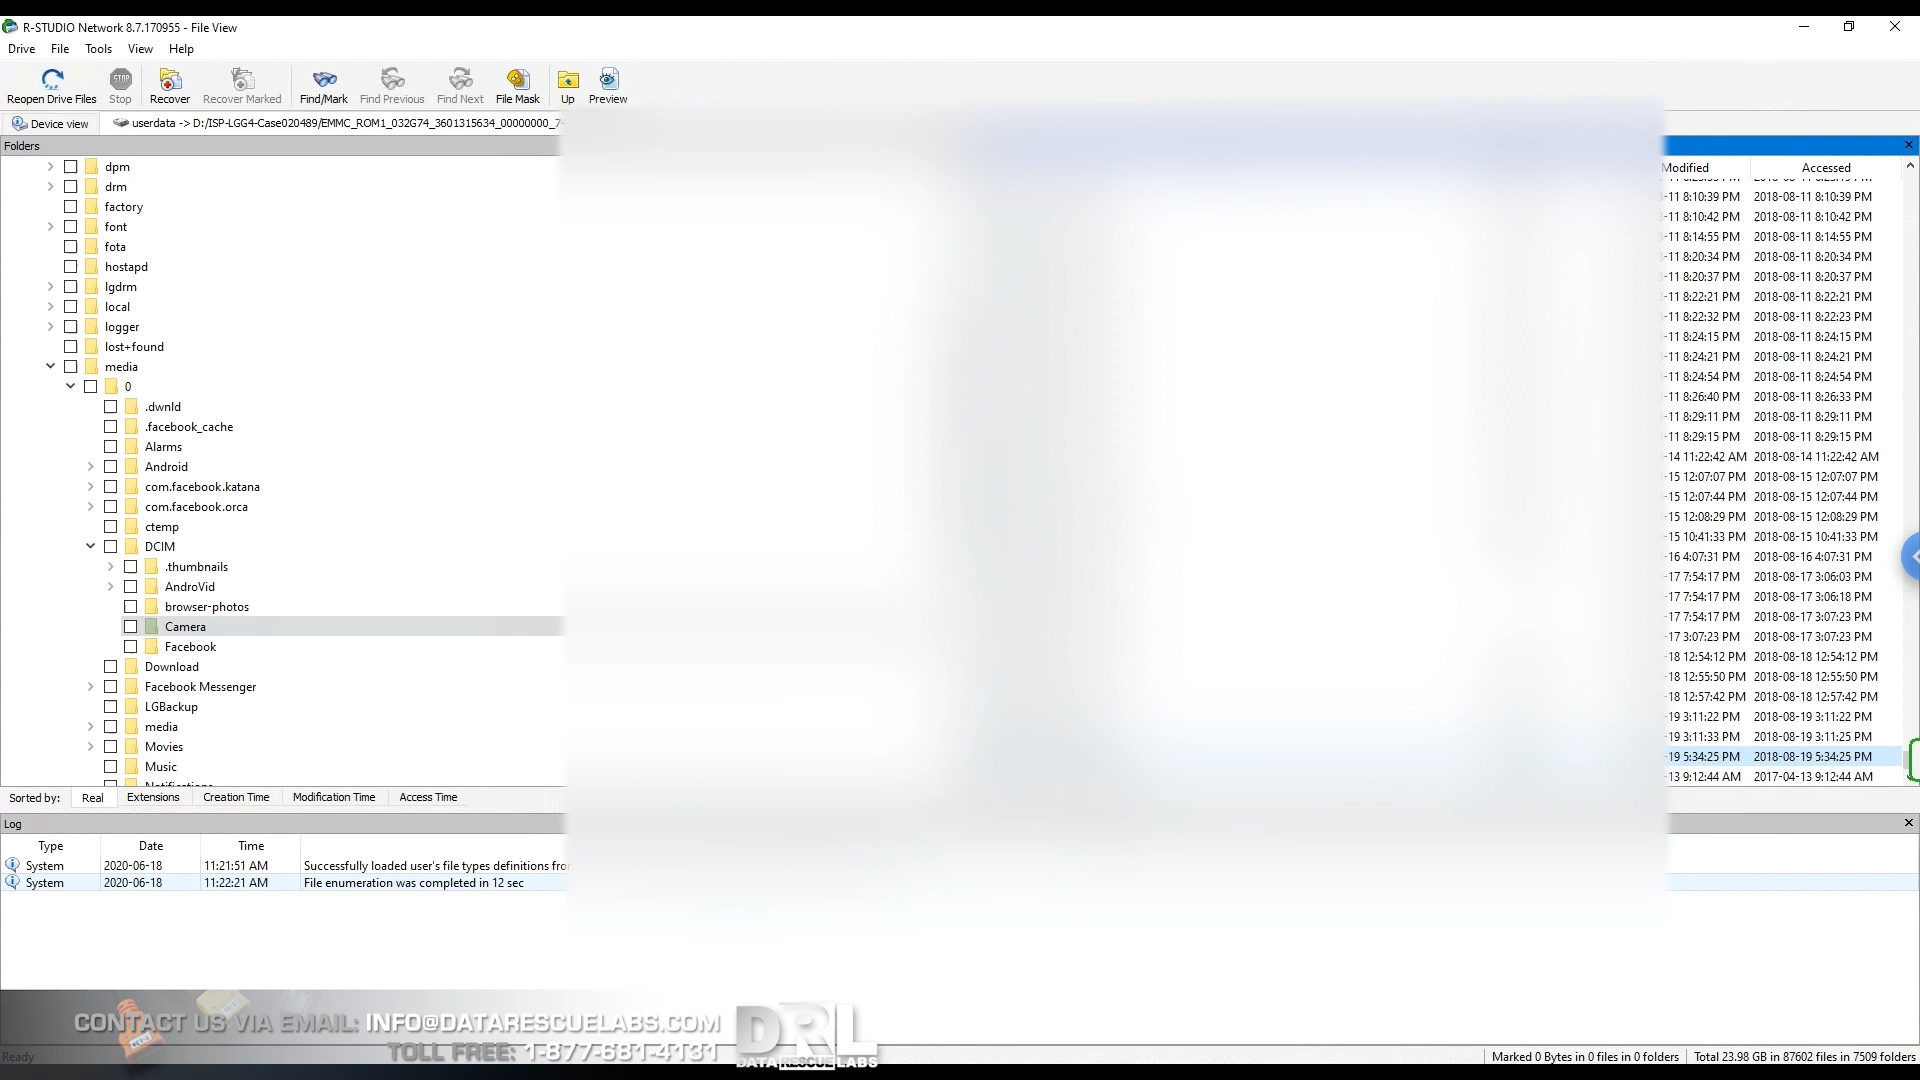 R-STUDIO Network 8.7.170955 - File View
Drive File Tools View Help
Reopen Drive Files Stop Recover Recover Marked Find/Mark Find Previous Find Next File Mask Up Preview
Device view userdata -> D:/ISP-LGG4-Case020489/EMMC_ROM1_032G74_3601315634_00000000_
Folders
Modified Accessed
dpm
drm
factory
font
fota
hostapd
lgdrm
local
logger
lost+found
media
0
.dwnld
.facebook_cache
Alarms
Android
com.facebook.katana
com.facebook.orca
ctemp
DCIM
.thumbnails
AndroVid
browser-photos
Camera
Facebook
Download
Facebook Messenger
LGBackup
media
Movies
Music
Notifications
-11 8:10:39 PM 2018-08-11 8:10:39 PM
-11 8:10:42 PM 2018-08-11 8:10:42 PM
-11 8:14:55 PM 2018-08-11 8:14:55 PM
-11 8:20:34 PM 2018-08-11 8:20:34 PM
-11 8:20:37 PM 2018-08-11 8:20:37 PM
-11 8:22:21 PM 2018-08-11 8:22:21 PM
-11 8:22:32 PM 2018-08-11 8:22:23 PM
-11 8:24:15 PM 2018-08-11 8:24:15 PM
-11 8:24:21 PM 2018-08-11 8:24:21 PM
-11 8:24:54 PM 2018-08-11 8:24:54 PM
-11 8:26:40 PM 2018-08-11 8:26:33 PM
-11 8:29:11 PM 2018-08-11 8:29:11 PM
-11 8:29:15 PM 2018-08-11 8:29:15 PM
-14 11:22:42 AM 2018-08-14 11:22:42 AM
-15 12:07:07 PM 2018-08-15 12:07:07 PM
-15 12:07:44 PM 2018-08-15 12:07:44 PM
-15 12:08:29 PM 2018-08-15 12:08:29 PM
-15 10:41:33 PM 2018-08-15 10:41:33 PM
-16 4:07:31 PM 2018-08-16 4:07:31 PM
-17 7:54:17 PM 2018-08-17 3:06:03 PM
-17 7:54:17 PM 2018-08-17 3:06:18 PM
-17 7:54:17 PM 2018-08-17 3:07:23 PM
-17 3:07:23 PM 2018-08-17 3:07:23 PM
-18 12:54:12 PM 2018-08-18 12:54:12 PM
-18 12:55:50 PM 2018-08-18 12:55:50 PM
-18 12:57:42 PM 2018-08-18 12:57:42 PM
-19 3:11:22 PM 2018-08-19 3:11:22 PM
-19 3:11:33 PM 2018-08-19 3:11:25 PM
-19 5:34:25 PM 2018-08-19 5:34:25 PM
-13 9:12:44 AM 2017-04-13 9:12:44 AM
Sorted by: Real Extensions Creation Time Modification Time Access Time
Log
Type Date Time
System 2020-06-18 11:21:51 AM Successfully loaded user's file types definitions from
System 2020-06-18 11:22:21 AM File enumeration was completed in 12 sec
CONTACT US VIA EMAIL: INFO@DATARESCUELABS.COM
TOLL FREE: 1-877-681-4131
DRL
DATARESCUELABS
Ready
Marked 0 Bytes in 0 files in 0 folders Total 23.98 GB in 87602 files in 7509 folders